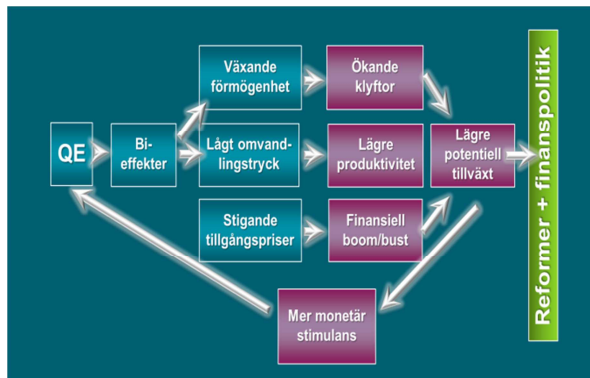 Växande
förmögenhet
Ökande
klyftor
QE
Bi-
effekter
Lågt omvand-
lingstryck
Lägre
produktivitet
Lägre
potentiell
tillväxt
Stigande
tillgångspriser
Finansiell
boom/bust
Mer monetär
stimulans
Reformer + finanspolitik